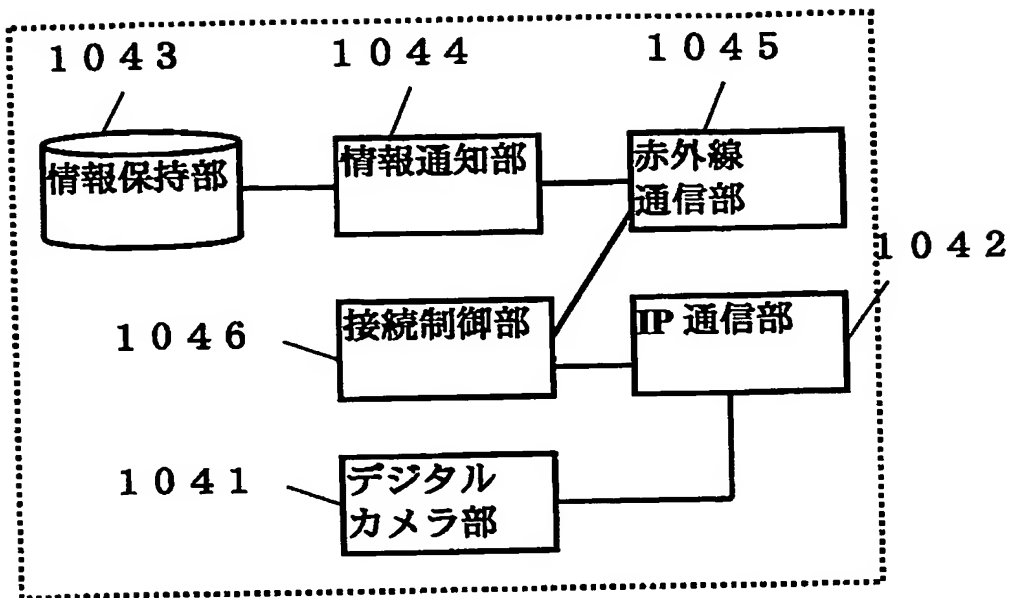 1043
1044
1045
情報保持部
情報通知部
赤外線
通信部
1042
1046
接続制御部
IP通信部
1041
デジタル
カメラ部